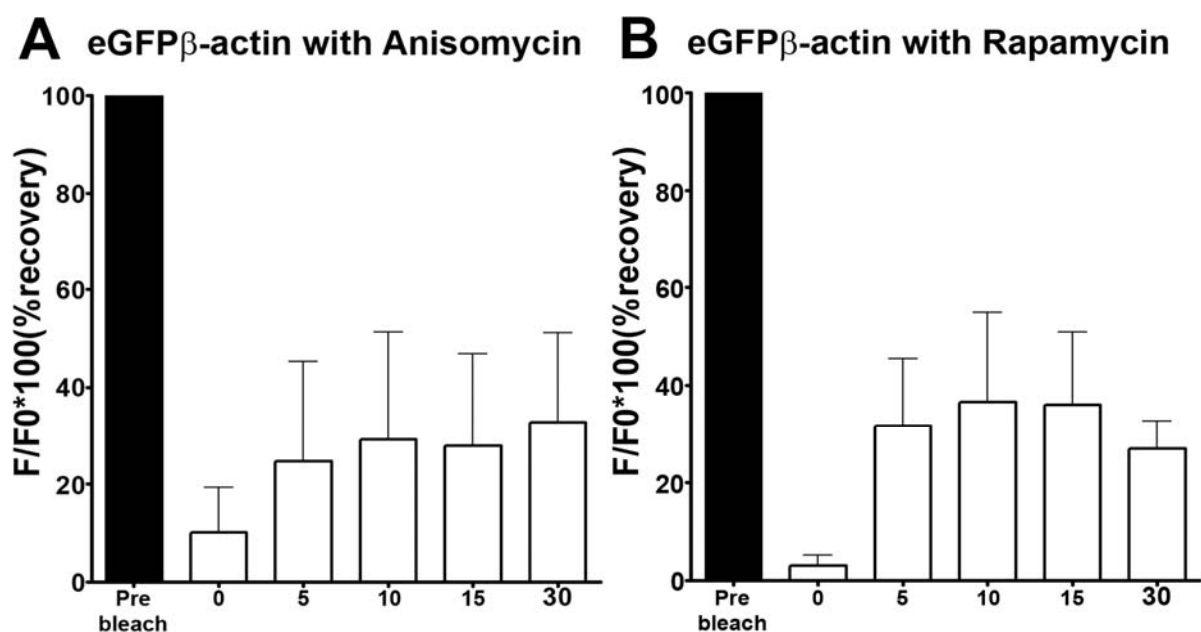 A eGFPβ-actin with Anisomycin
F/F0*100(%recovery)
100
80
60
40
20
0
Pre bleach 0 5 10 15 30
B eGFPβ-actin with Rapamycin
F/F0*100(%recovery)
100
80
60
40
20
0
Pre bleach 0 5 10 15 30